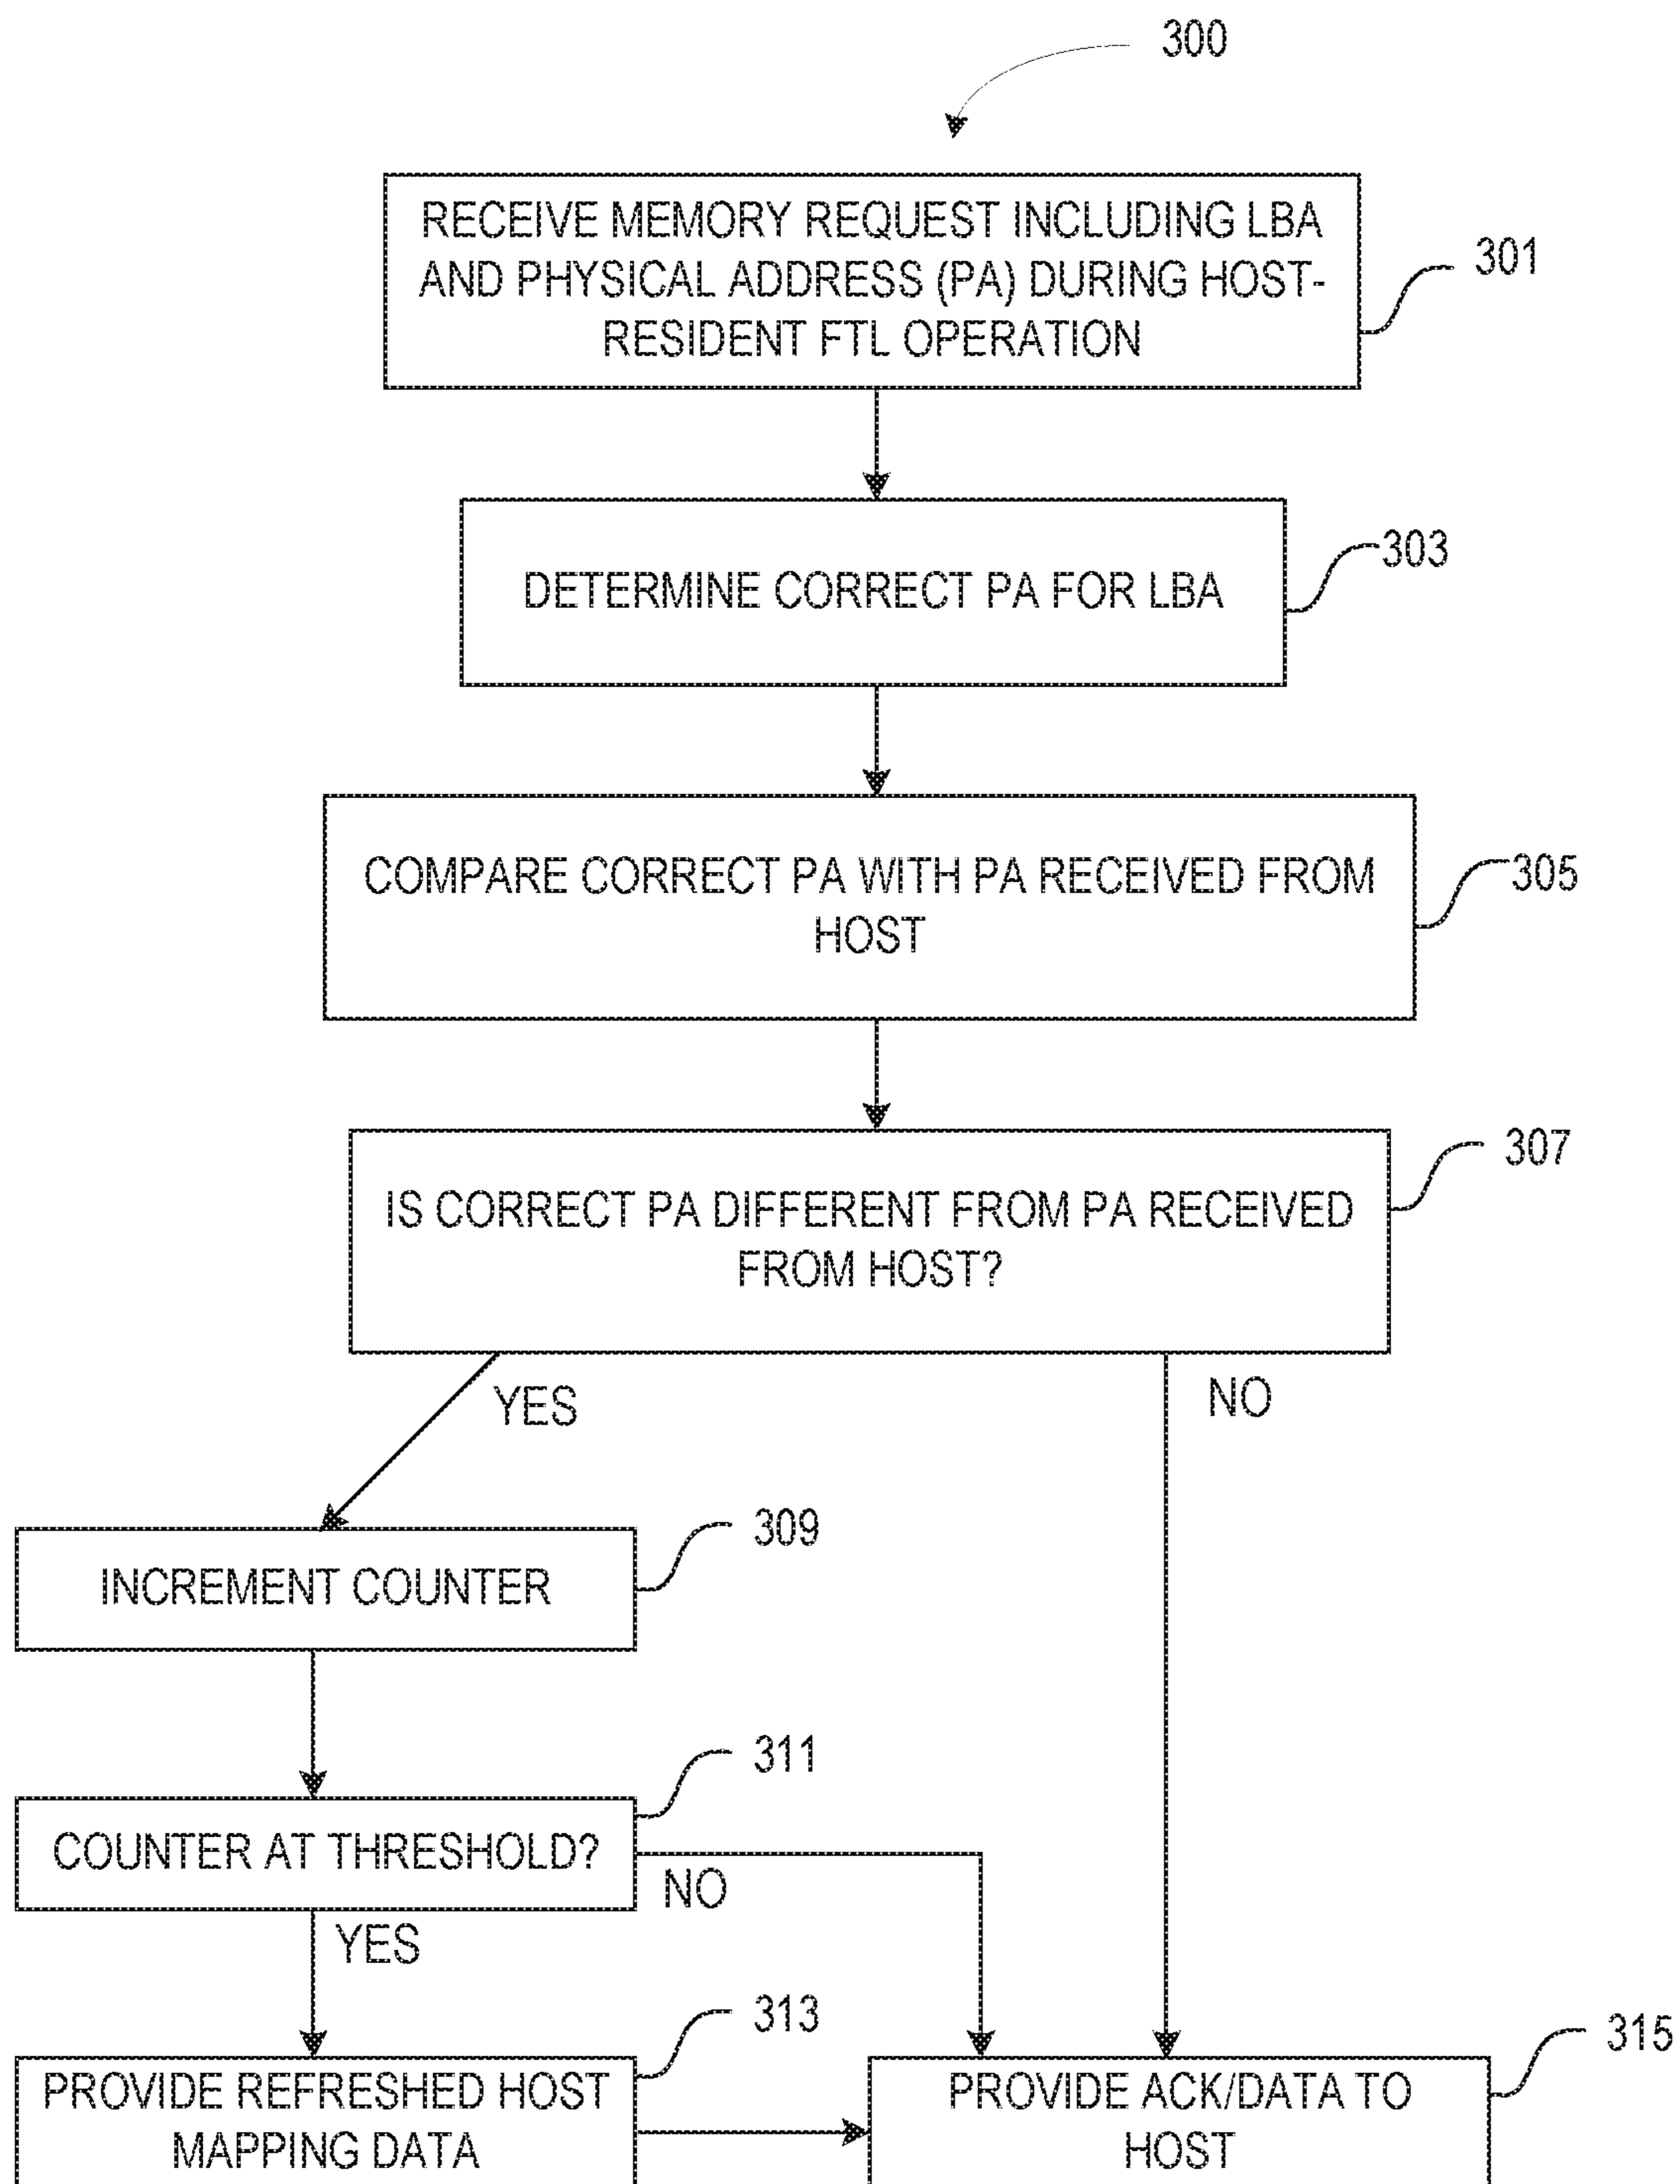 300
RECEIVE MEMORY REQUEST INCLUDING LBA
AND PHYSICAL ADDRESS (PA) DURING HOST-
RESIDENT FTL OPERATION
301
DETERMINE CORRECT PA FOR LBA
303
COMPARE CORRECT PA WITH PA RECEIVED FROM
HOST
305
IS CORRECT PA DIFFERENT FROM PA RECEIVED
FROM HOST?
307
YES
NO
INCREMENT COUNTER
309
COUNTER AT THRESHOLD?
311
NO
YES
PROVIDE REFRESHED HOST
MAPPING DATA
313
PROVIDE ACK/DATA TO
HOST
315